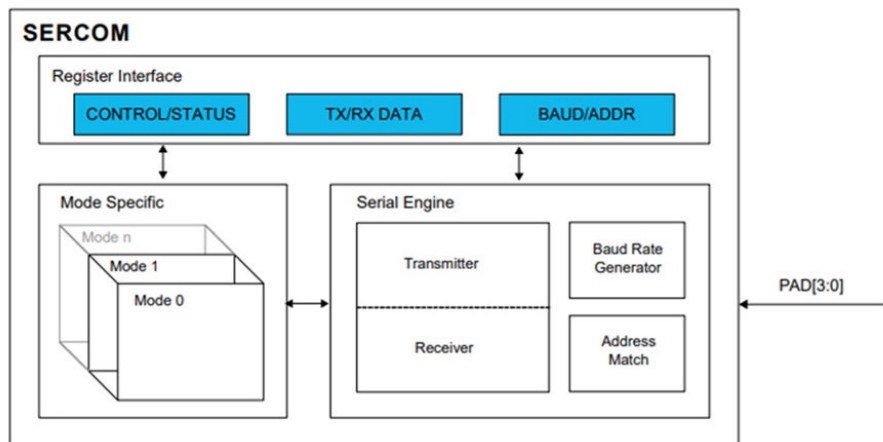 SERCOM
Register Interface
CONTROL/STATUS
TX/RX DATA
BAUD/ADDR
Mode Specific
Mode n
Mode 1
Mode 0
Serial Engine
Transmitter
Receiver
Baud Rate
Generator
Address
Match
PAD[3:0]